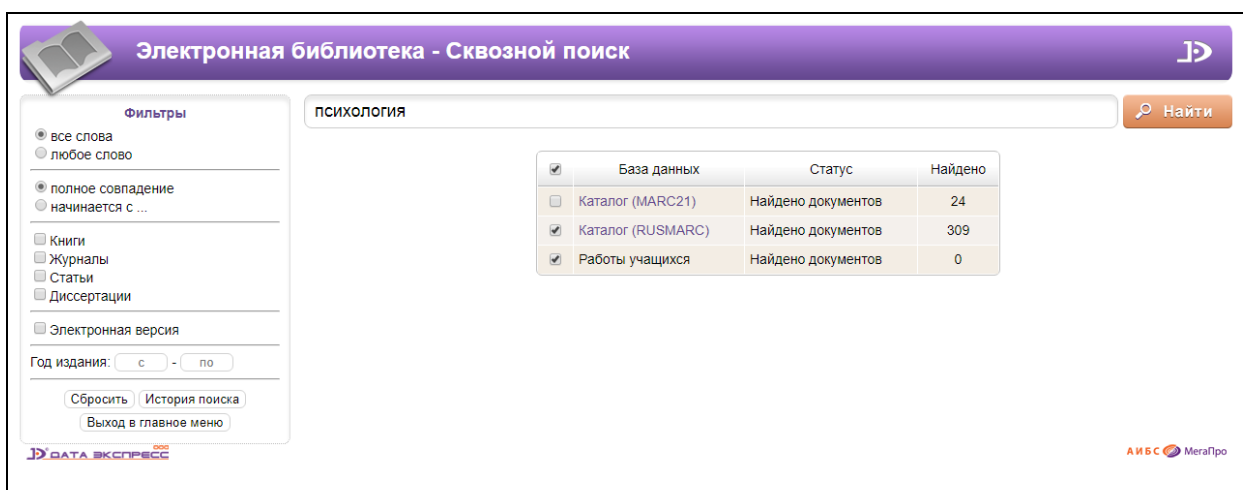 Электронная библиотека - Сквозной поиск
Фильтры
все слова
любое слово
полное совпадение
начинается с ...
Книги
Журналы
Статьи
Диссертации
Электронная версия
Год издания: с - по
Сбросить История поиска
Выход в главное меню
психология Найти
База данных Статус Найдено
Каталог (MARC21) Найдено документов 24
Каталог (RUSMARC) Найдено документов 309
Работы учащихся Найдено документов 0
ДАТА ЭКСПРЕСС
АИБС МегаПро